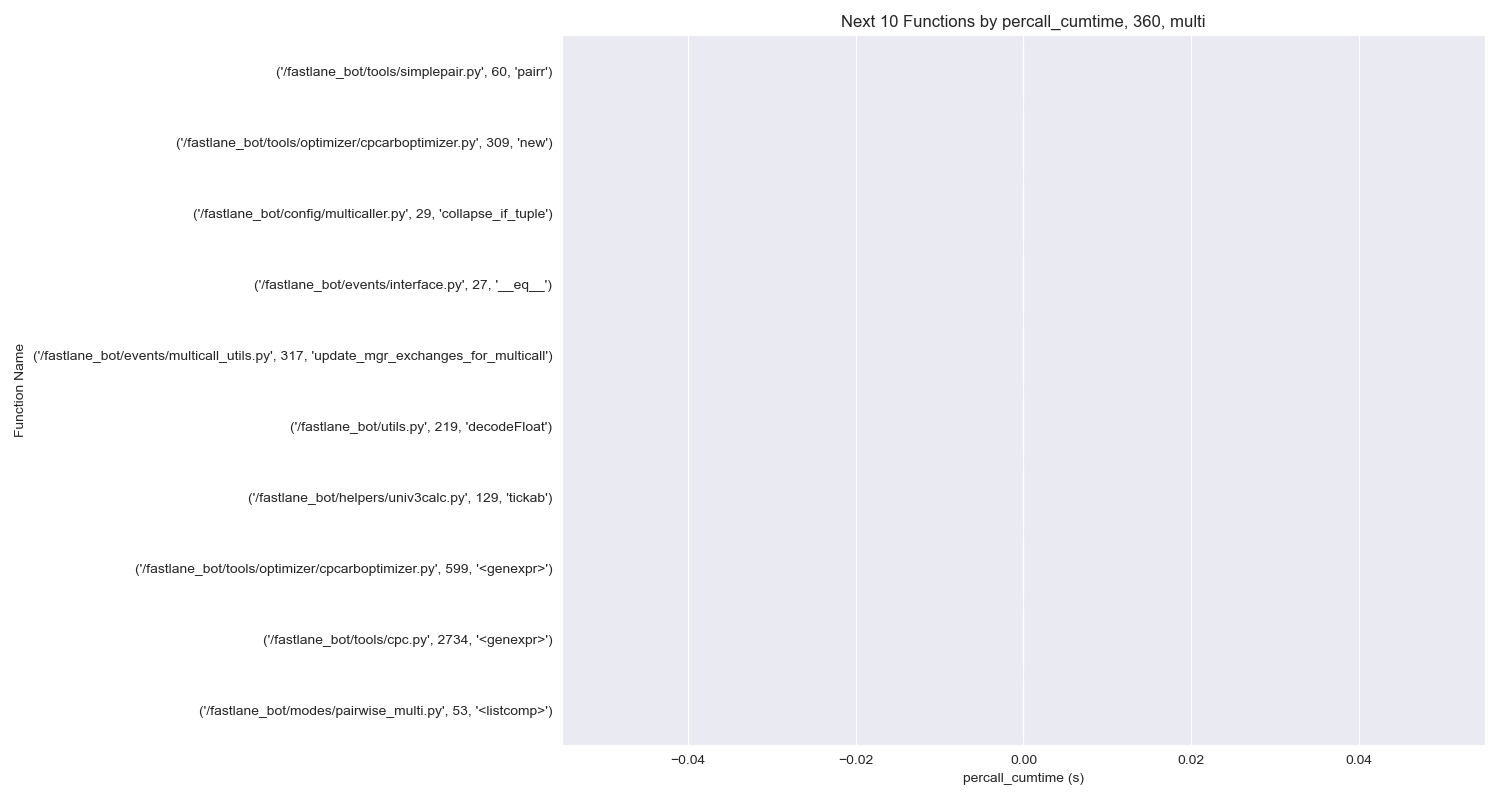 Next 10 Functions by percall_cumtime, 360, multi
('/fastlane_bot/tools/simplepair.py', 60, 'pairr')
('/fastlane_bot/tools/optimizer/cpcarboptimizer.py', 309, 'new')
('/fastlane_bot/config/multicaller.py', 29, 'collapse_if_tuple')
('/fastlane_bot/events/interface.py', 27, '__eq__')
('/fastlane_bot/events/multicall_utils.py', 317, 'update_mgr_exchanges_for_multicall')
('/fastlane_bot/utils.py', 219, 'decodeFloat')
('/fastlane_bot/helpers/univ3calc.py', 129, 'tickab')
('/fastlane_bot/tools/optimizer/cpcarboptimizer.py', 599, '<genexpr>')
('/fastlane_bot/tools/cpc.py', 2734, '<genexpr>')
('/fastlane_bot/modes/pairwise_multi.py', 53, '<listcomp>')
Function Name
−0.04 −0.02 0.00 0.02 0.04
percall_cumtime (s)